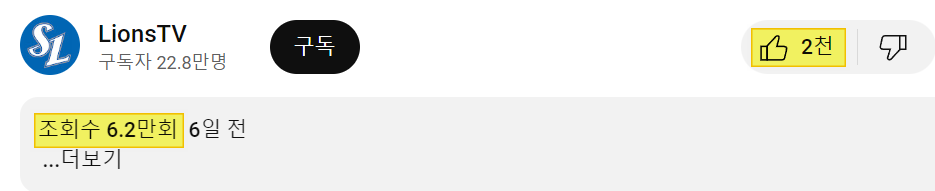 SL
LionsTV
구독자 22.8만명
구독
2천
조회수 6.2만회 6일 전
...더보기